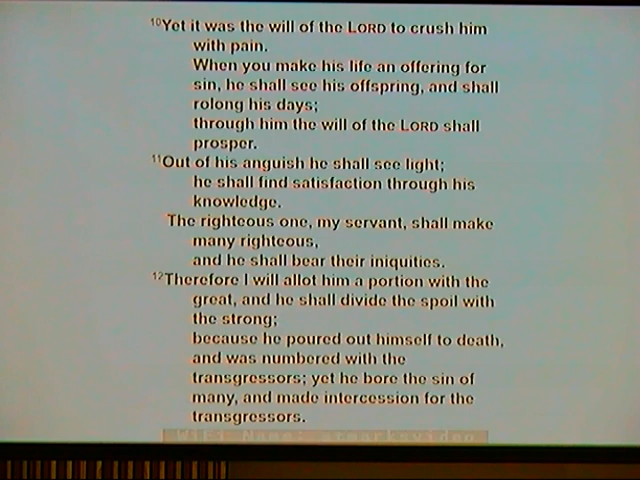 10Yet it was the will of the LORD to crush him
with pain.
When you make his life an offering for
sin, he shall see his offspring, and shall
rolong his days;
through him the will of the LORD shall
prosper.
11Out of his anguish he shall see light;
he shall find satisfaction through his
knowledge.
The righteous one, my servant, shall make
many righteous,
and he shall bear their iniquities.
12Therefore I will allot him a portion with the
great, and he shall divide the spoil with
the strong;
because he poured out himself to death,
and was numbered with the
transgressors; yet he bore the sin of
many, and made intercession for the
transgressors.
WiFi Name: